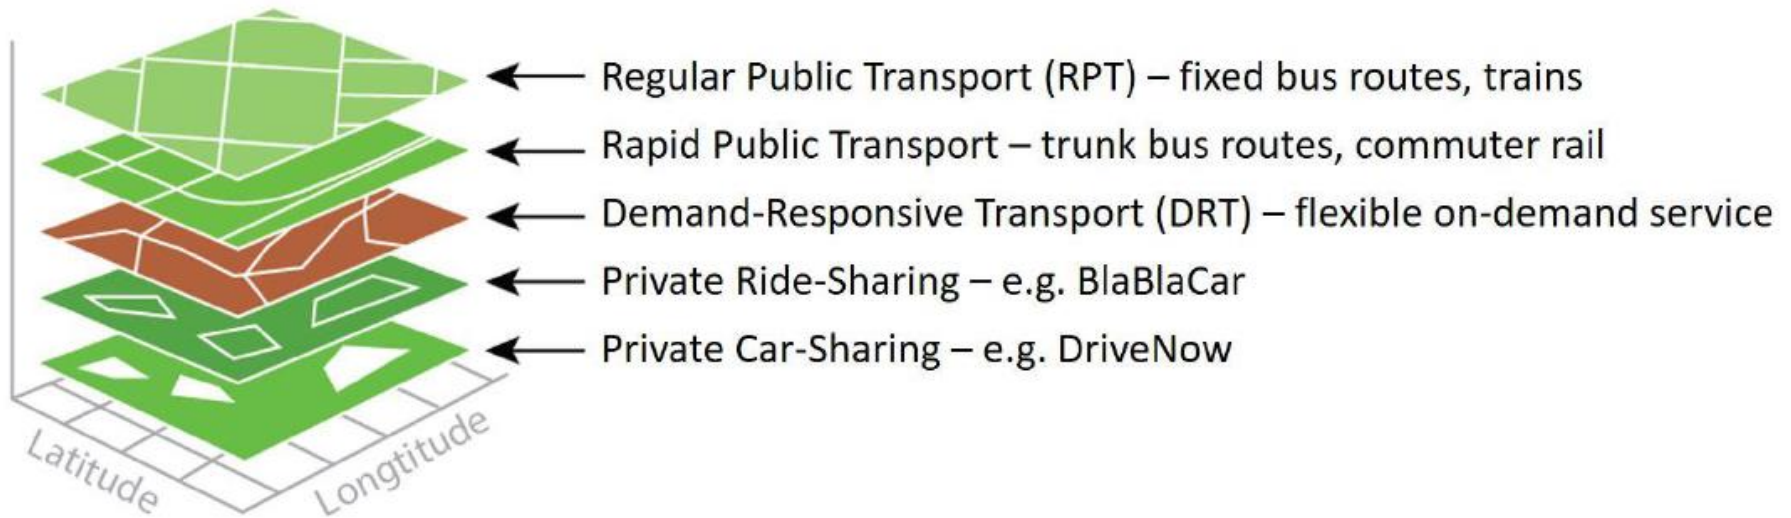 Regular Public Transport (RPT) – fixed bus routes, trains
Rapid Public Transport – trunk bus routes, commuter rail
Demand-Responsive Transport (DRT) – flexible on-demand service
Private Ride-Sharing – e.g. BlaBlaCar
Private Car-Sharing – e.g. DriveNow
Latitude
Longtitude